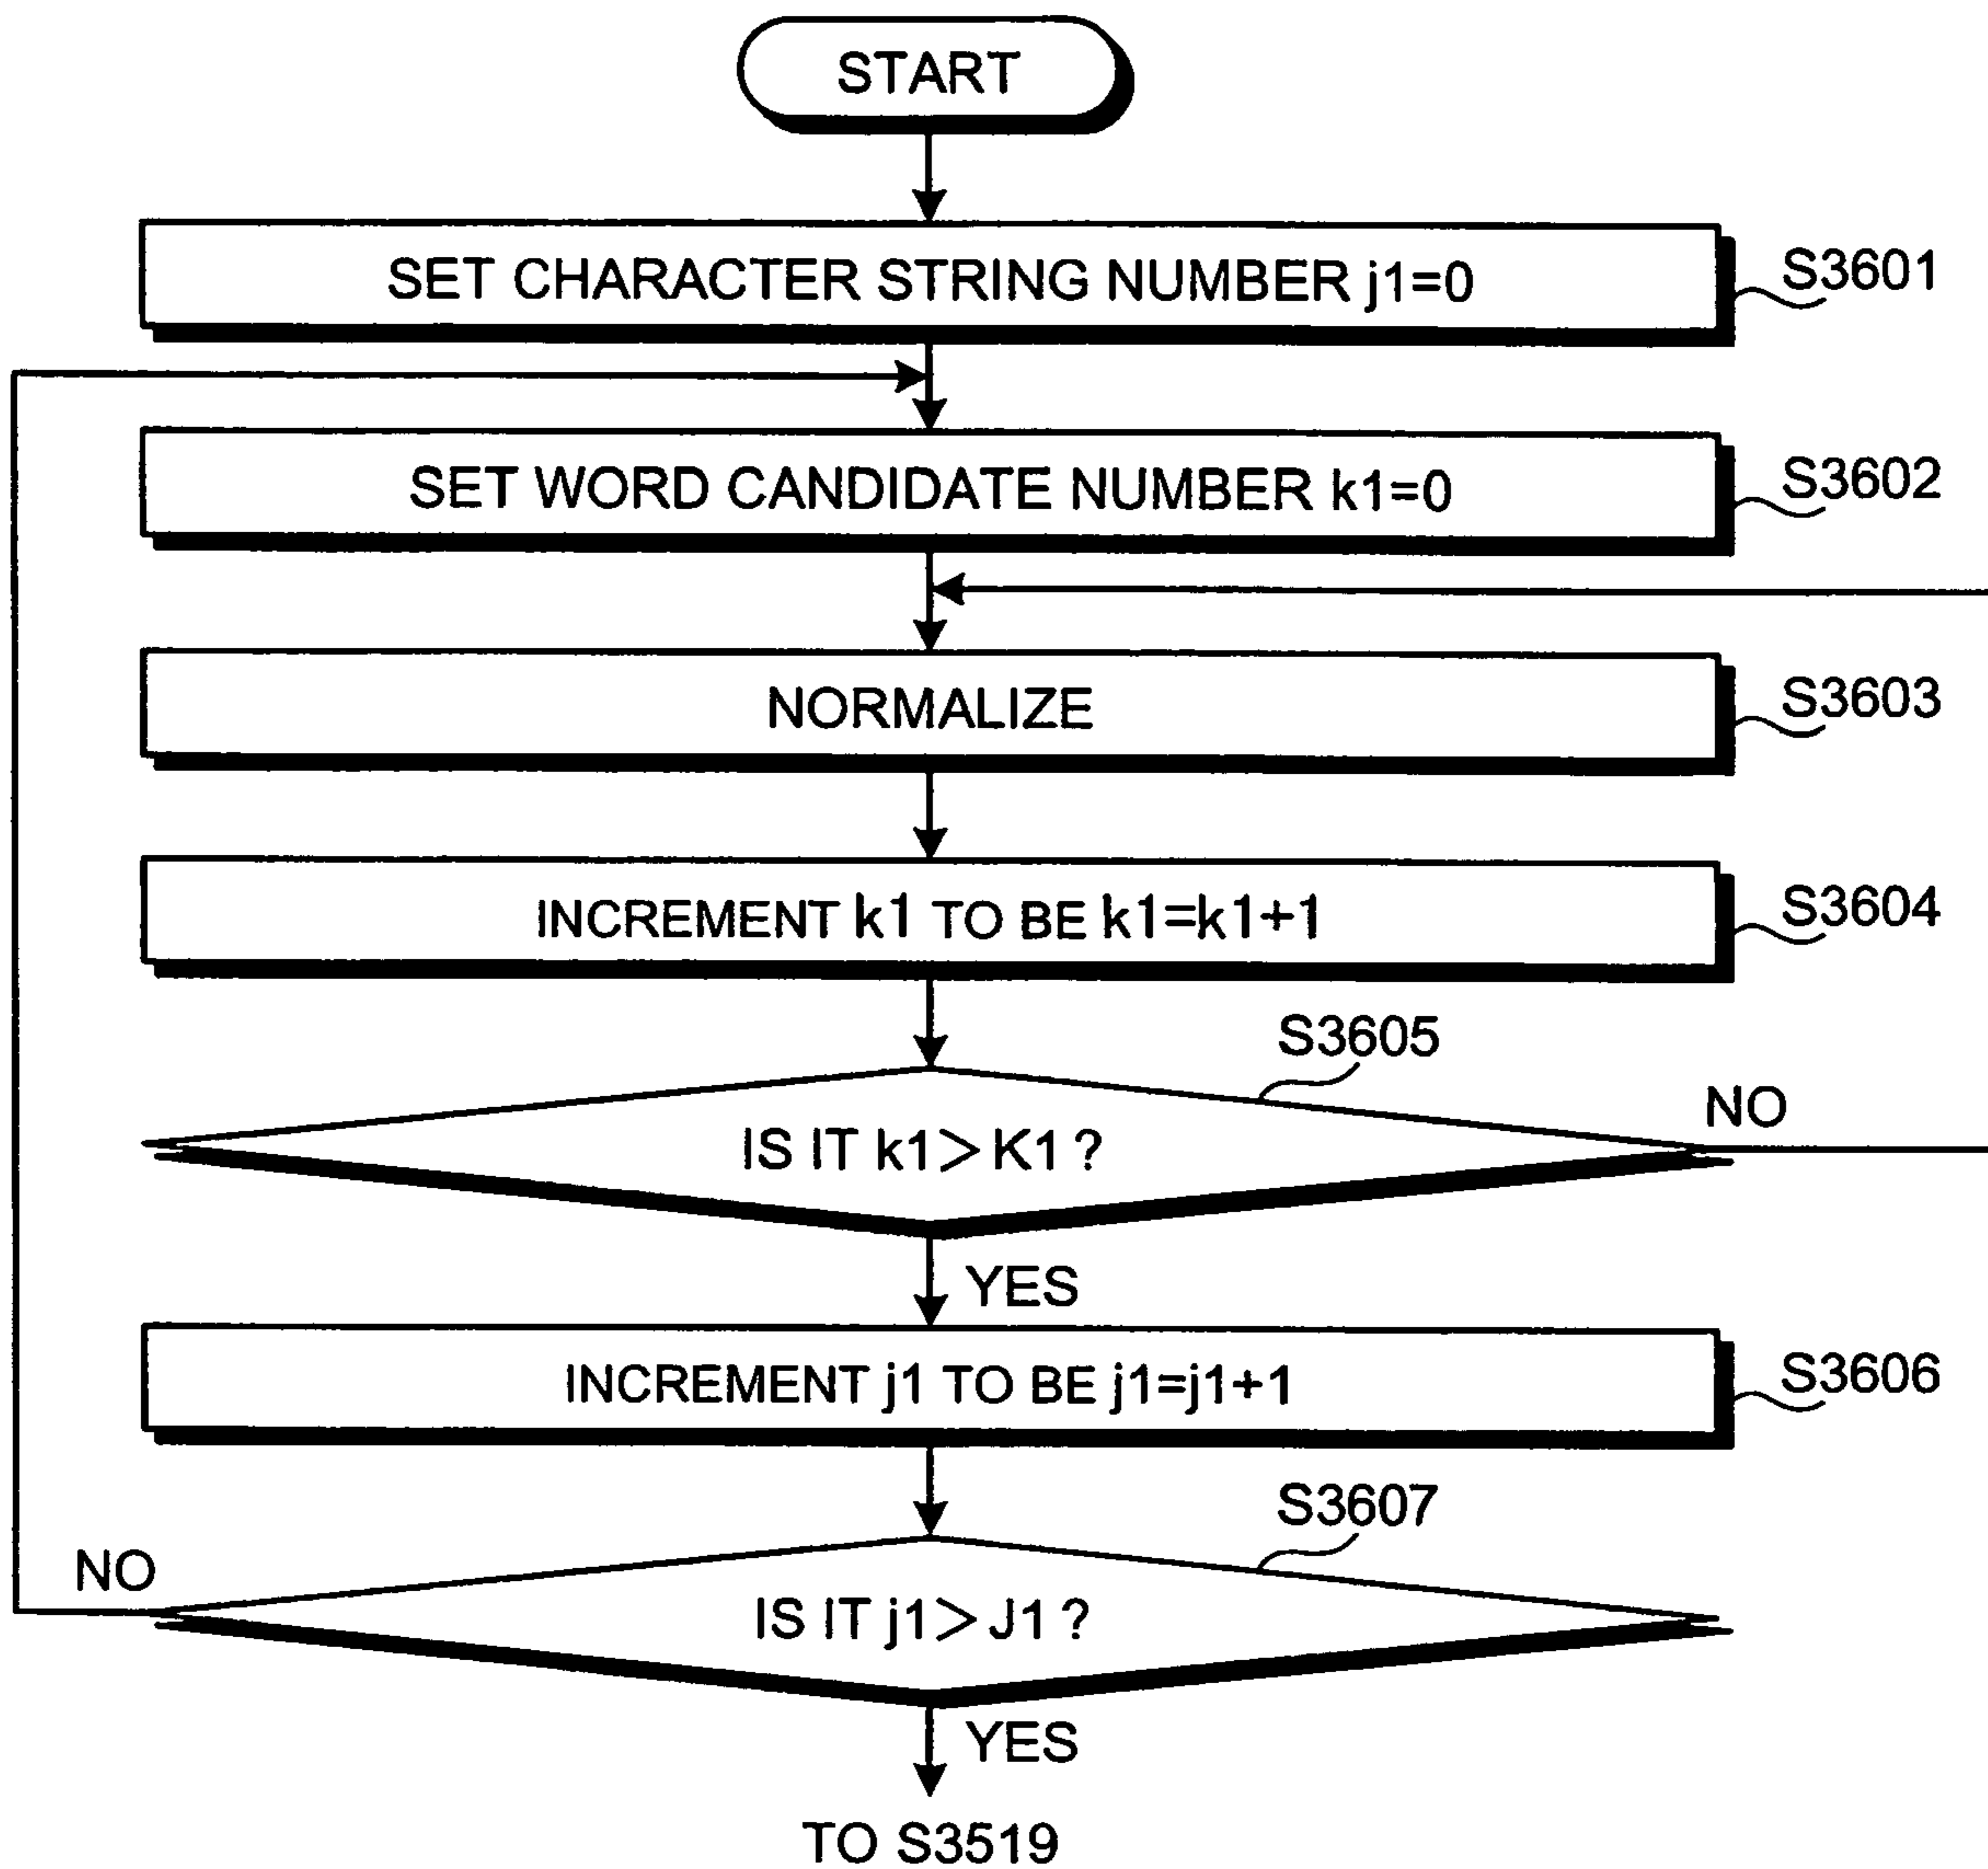 START
SET CHARACTER STRING NUMBER j1=0
S3601
SET WORD CANDIDATE NUMBER k1=0
S3602
NORMALIZE
S3603
INCREMENT k1 TO BE k1=k1+1
S3604
S3605
IS IT k1>K1 ?
NO
YES
INCREMENT j1 TO BE j1=j1+1
S3606
S3607
NO
IS IT j1>J1 ?
YES
TO S3519